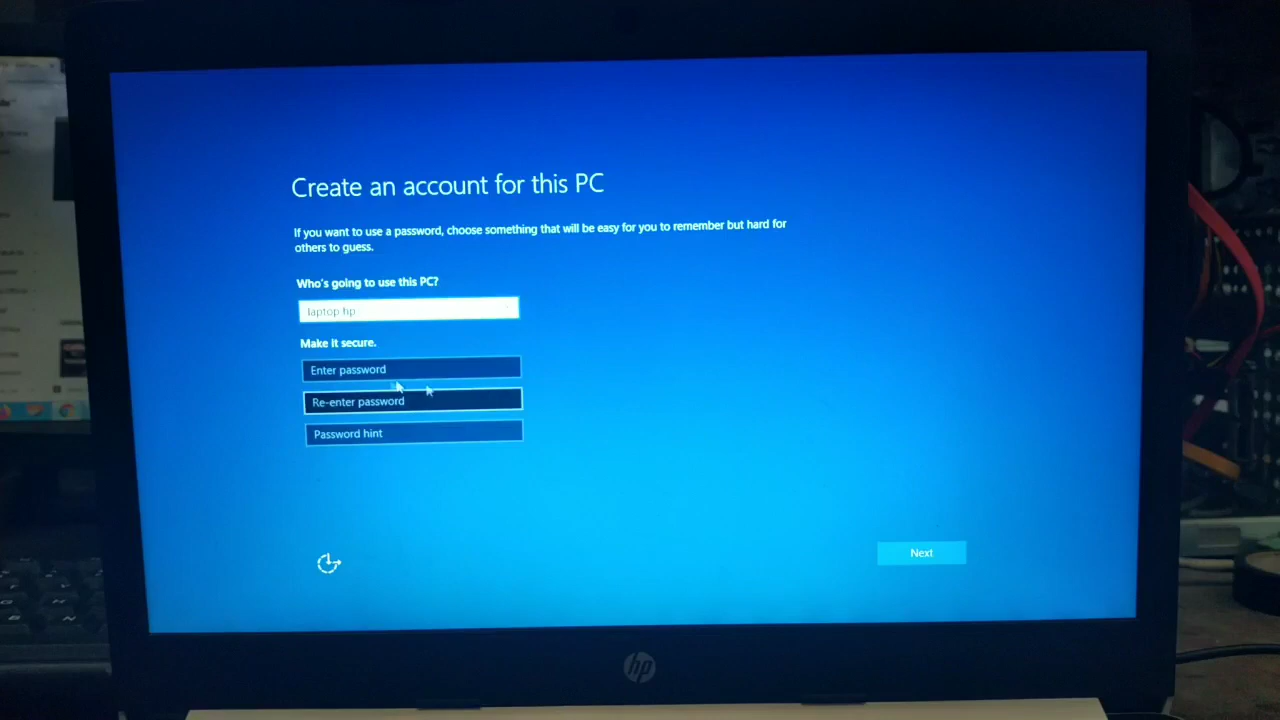 Create an account for this PC
If you want to use a password, choose something that will be easy for you to remember but hard for
others to guess.
Who's going to use this PC?
laptop hp
Make it secure.
Enter password
Re-enter password
Password hint
Next
hp